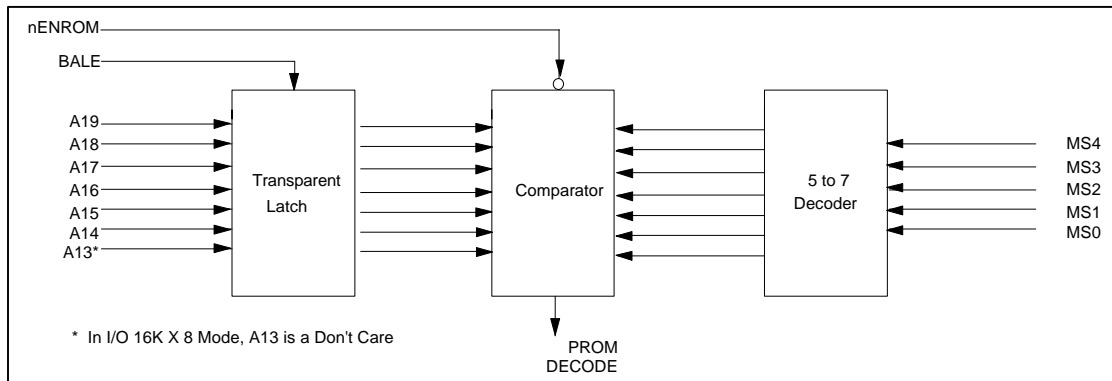 nENROM
BALE
A19
A18
A17
A16
A15
A14
A13*
Transparent
Latch
Comparator
5 to 7
Decoder
MS4
MS3
MS2
MS1
MS0
* In I/O 16K X 8 Mode, A13 is a Don't Care
PROM
DECODE